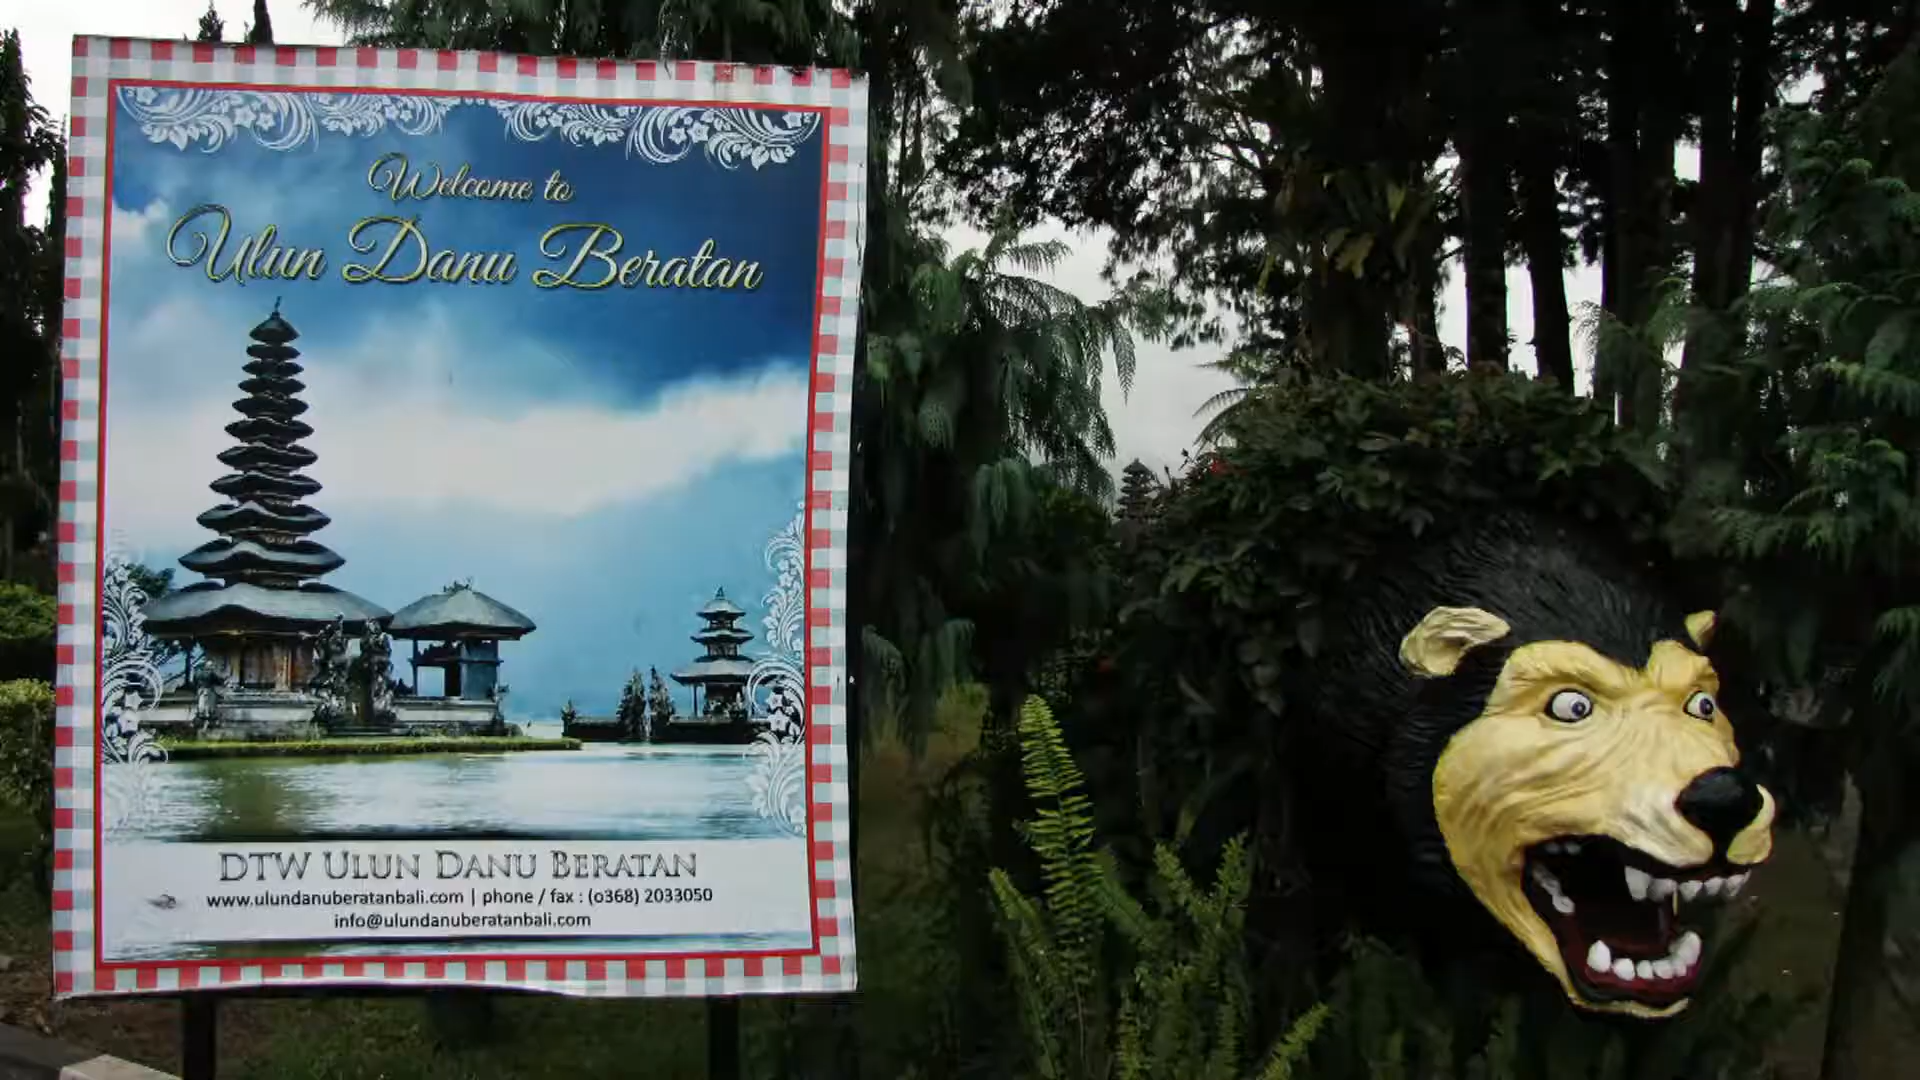 Welcome to
Ulun Danu Beratan
DTW ULUN DANU BERATAN
www.ulundanuberatanbali.com | phone / fax : (0368) 2033050
info@ulundanuberatanbali.com